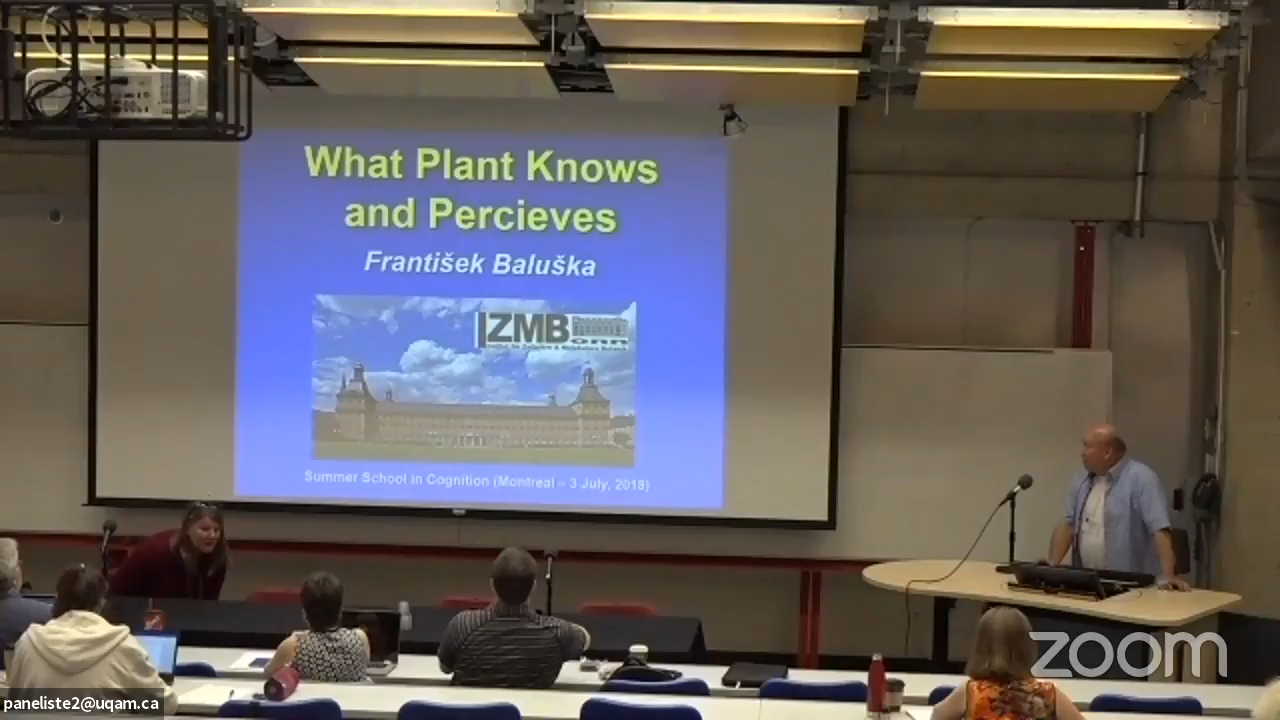 What Plant Knows
and Percieves
František Baluška
IZMB
Summer School in Cognition (Montreal – 3 July, 2018)
zoom
paneliste2@uqam.ca